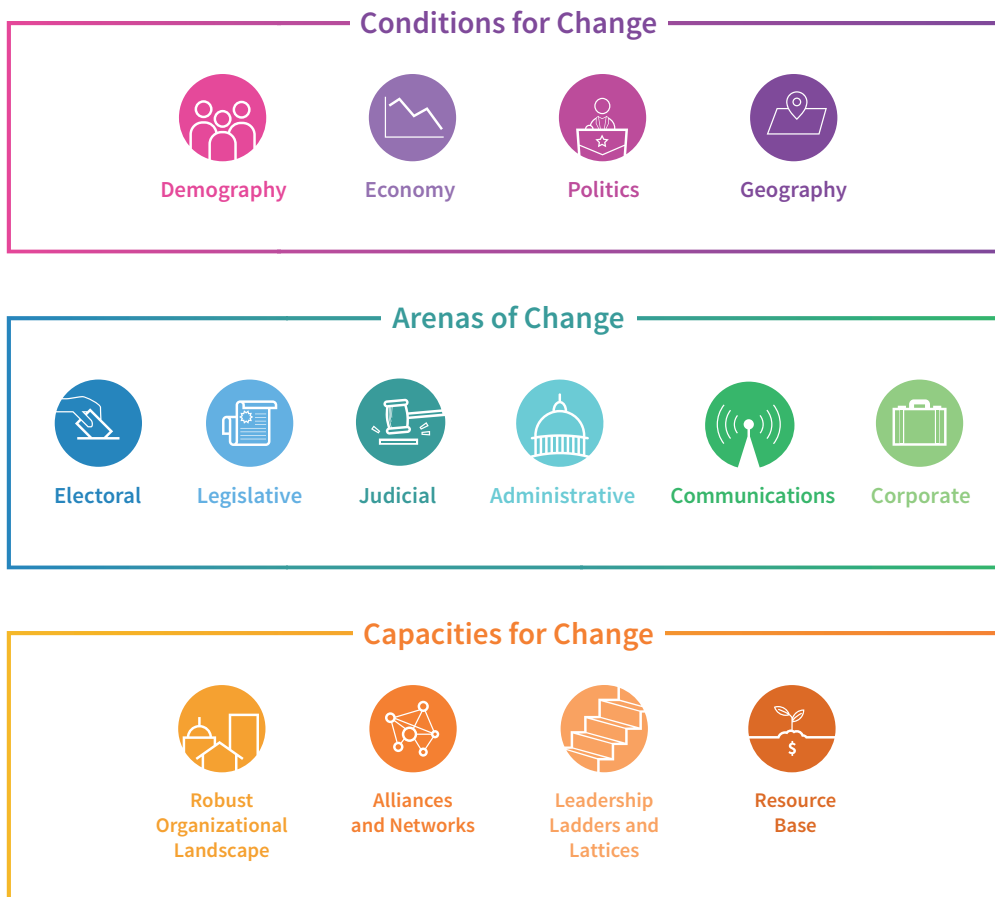 Conditions for Change
Demography
Economy
Politics
Geography
Arenas of Change
Electoral
Legislative
Judicial
Administrative
Communications
Corporate
Capacities for Change
$
Robust
Organizational
Landscape
Alliances
and Networks
Leadership
Ladders and
Lattices
Resource
Base